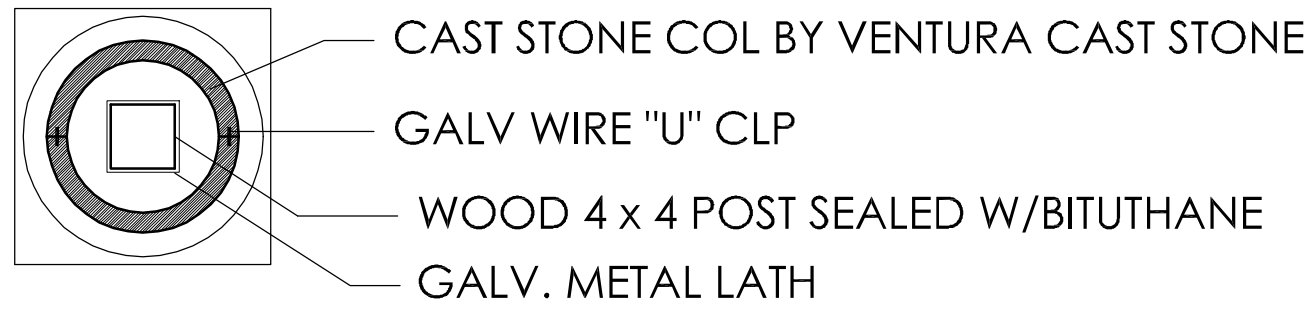 CAST STONE COL BY VENTURA CAST STONE
GALV WIRE "U" CLP
WOOD 4 x 4 POST SEALED W/BITUTHANE
GALV. METAL LATH